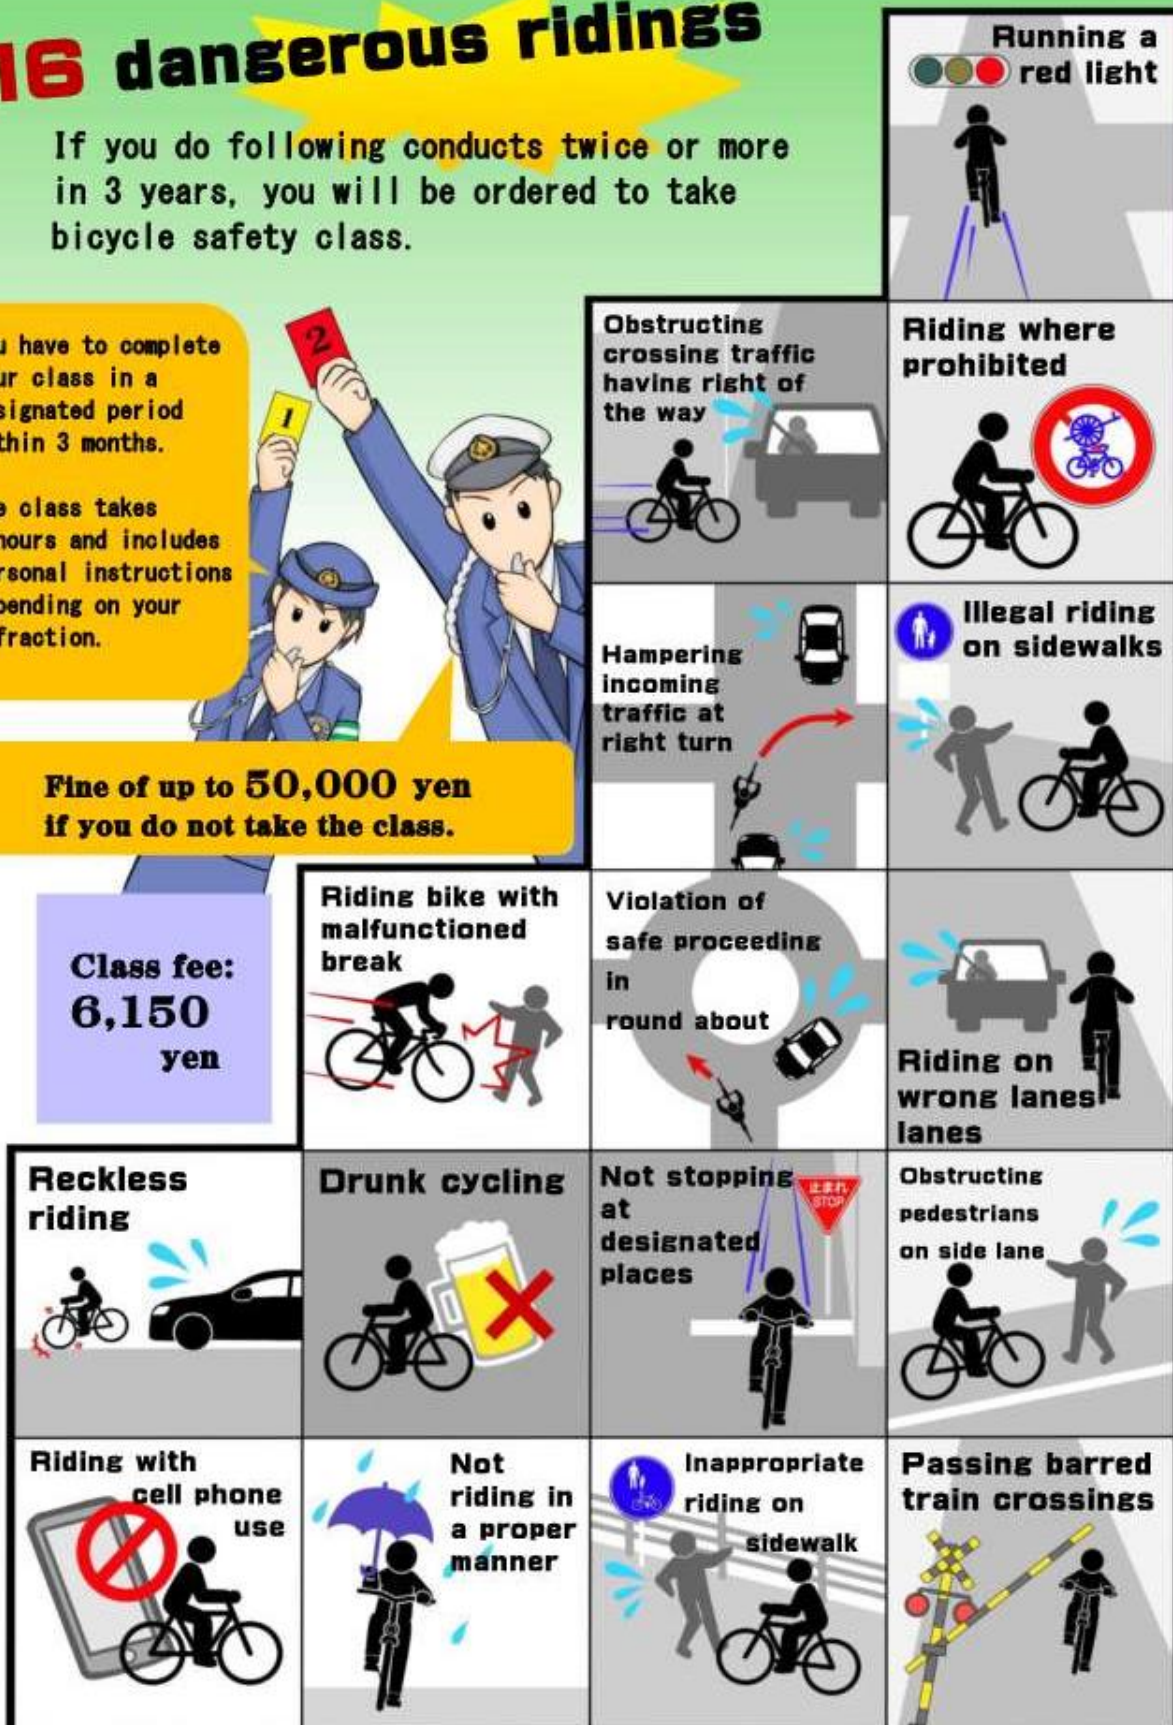 16 dangerous ridings
If you do following conducts twice or more
in 3 years, you will be ordered to take
bicycle safety class.
have to complete
class in a
period
3 months.
class takes
and includes
instructions
on your
2
1
Fine of up to 50,000 yen
if you do not take the class.
Class fee:
6,150
yen
Running a
red light
Obstructing
crossing traffic
having right of
the way
Riding where
prohibited
Hampering
incoming
traffic at
right turn
Illegal riding
on sidewalks
Riding bike with
malfunctioned
break
Violation of
safe proceeding
in
round about
Riding on
wrong lanes
lanes
Reckless
riding
Drunk cycling
Not stopping
at
designated
places
止まれ
STOP
Obstructing
pedestrians
on side lane
Riding with
cell phone
use
Not
riding in
a proper
manner
Inappropriate
riding on
sidewalk
Passing barred
train crossings